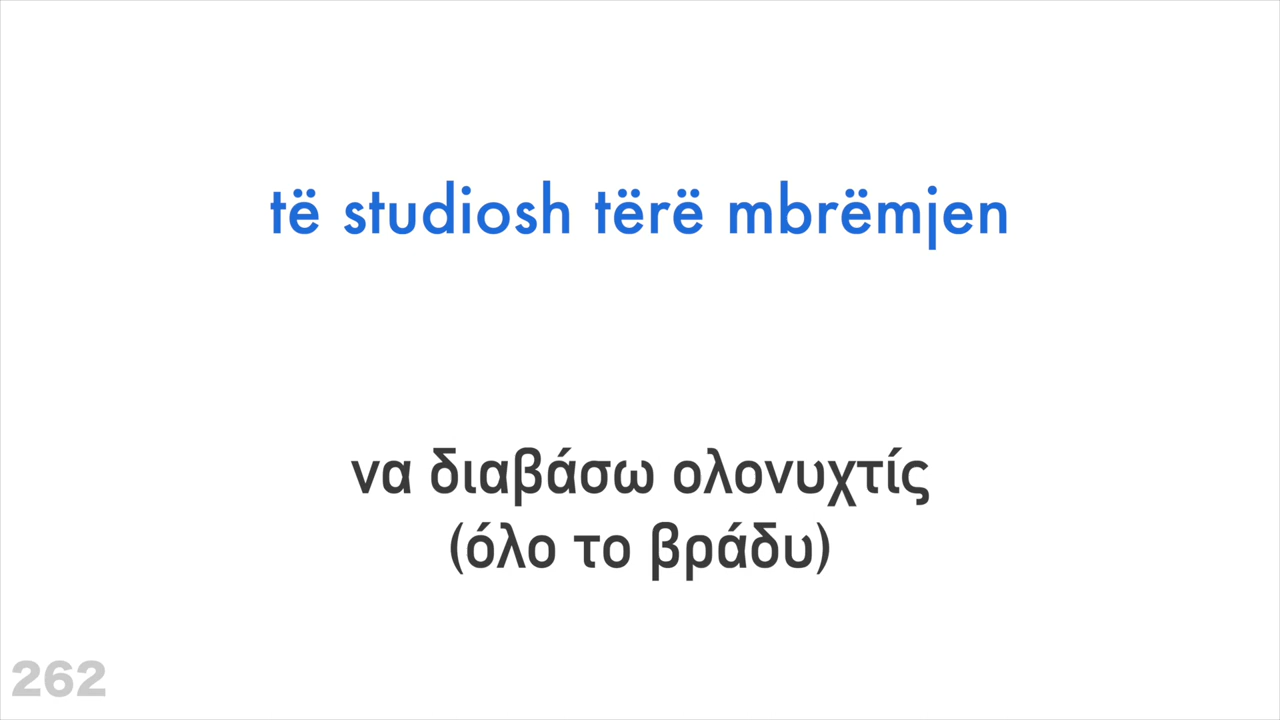 të studiosh tërë mbrëmjen
να διαβάσω ολονυχτίς
(όλο το βράδυ)
262